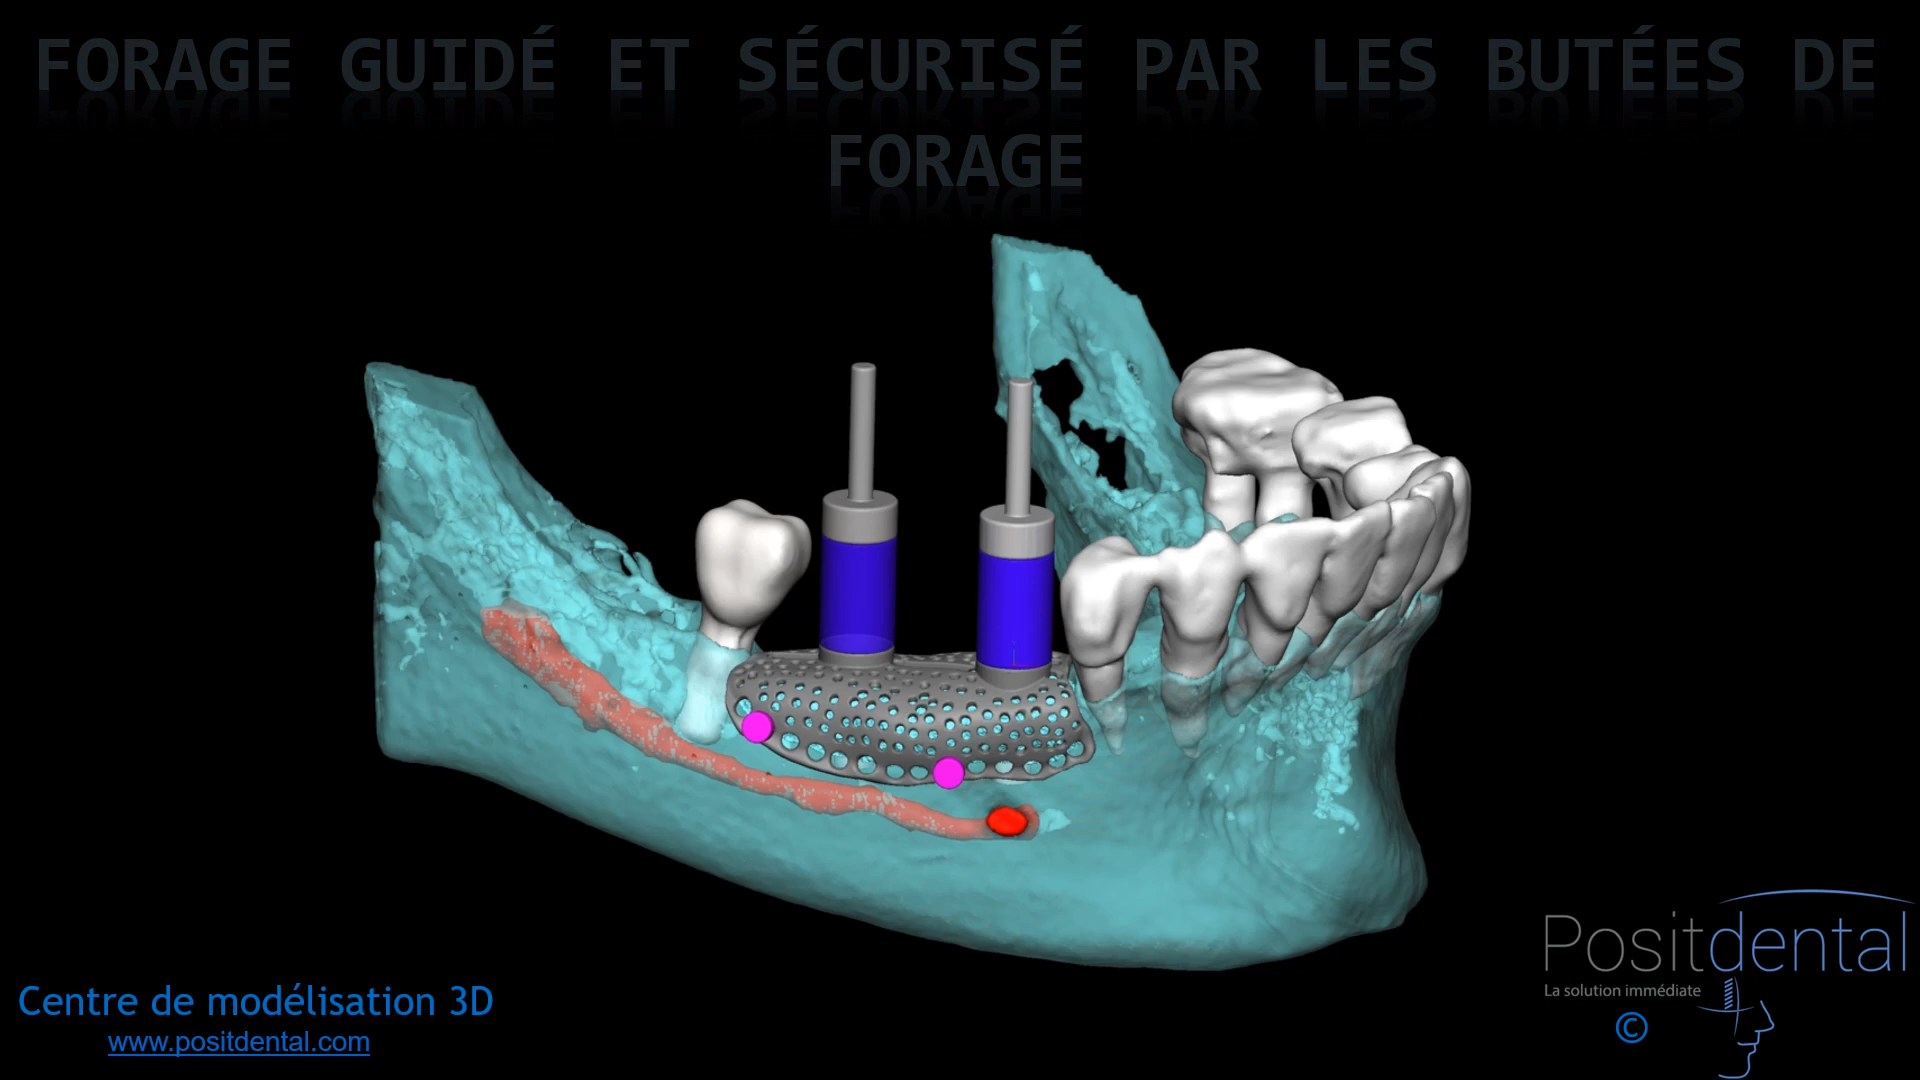 FORAGE GUIDÉ ET SÉCURISÉ PAR LES BUTÉES DE
FORAGE
Centre de modélisation 3D
www.positdental.com
Positdental
La solution immédiate
©